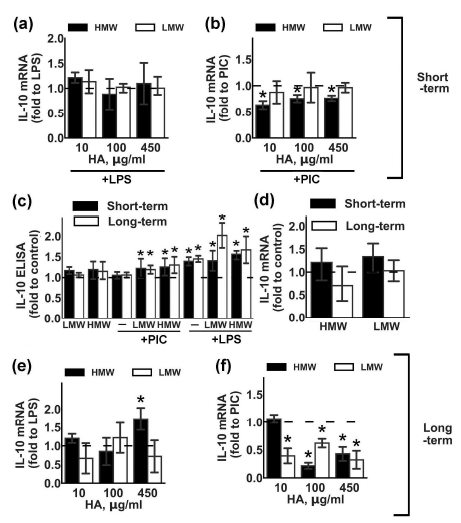 (a) HMW LMW
IL-10 mRNA
(fold to LPS)
2.0
1.5
1.0
0.5
0.0
10 100 450
HA, µg/ml
+LPS
(b) HMW LMW
IL-10 mRNA
(fold to PIC)
2.0
1.5
1.0
0.5
0.0
* * *
10 100 450
HA, µg/ml
+PIC
Short
-term
(c) Short-term
Long-term
IL-10 ELISA
(fold to control)
2.0
1.5
1.0
0.5
0.0
* * * * * * * *
LMW HMW – LMW HMW – LMW HMW
+PIC +LPS
(d) Short-term
Long-term
IL-10 mRNA
(fold to control)
2.0
1.5
1.0
0.5
0.0
HMW LMW
(e) HMW LMW
IL-10 mRNA
(fold to LPS)
2.0
1.5
1.0
0.5
0.0
*
10 100 450
HA, µg/ml
(f) HMW LMW
IL-10 mRNA
(fold to PIC)
1.5
1.0
0.5
0.0
* * * * *
10 100 450
HA, µg/ml
Long
-term